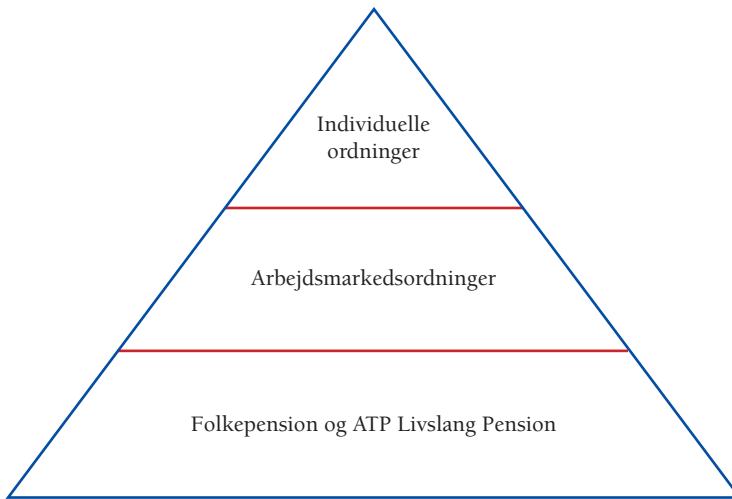 Individuelle
ordninger
Arbejdsmarkedsordninger
Folkepension og ATP Livslang Pension